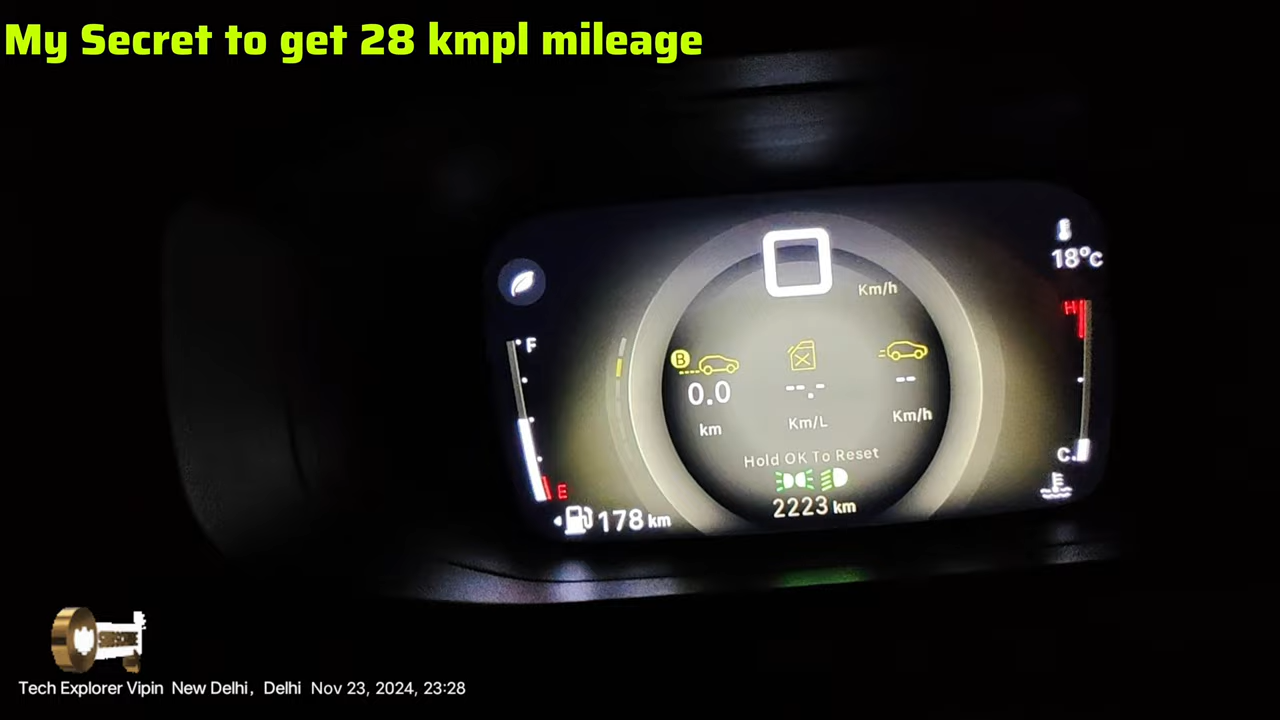 My Secret to get 28 kmpl mileage
18°c
Km/h
F
H
B
0.0
--.-
--
km
Km/L
Km/h
Hold OK To Reset
C
E
178 km
2223 km
SUBSCRIBE
Tech Explorer Vipin New Delhi, Delhi Nov 23, 2024, 23:28